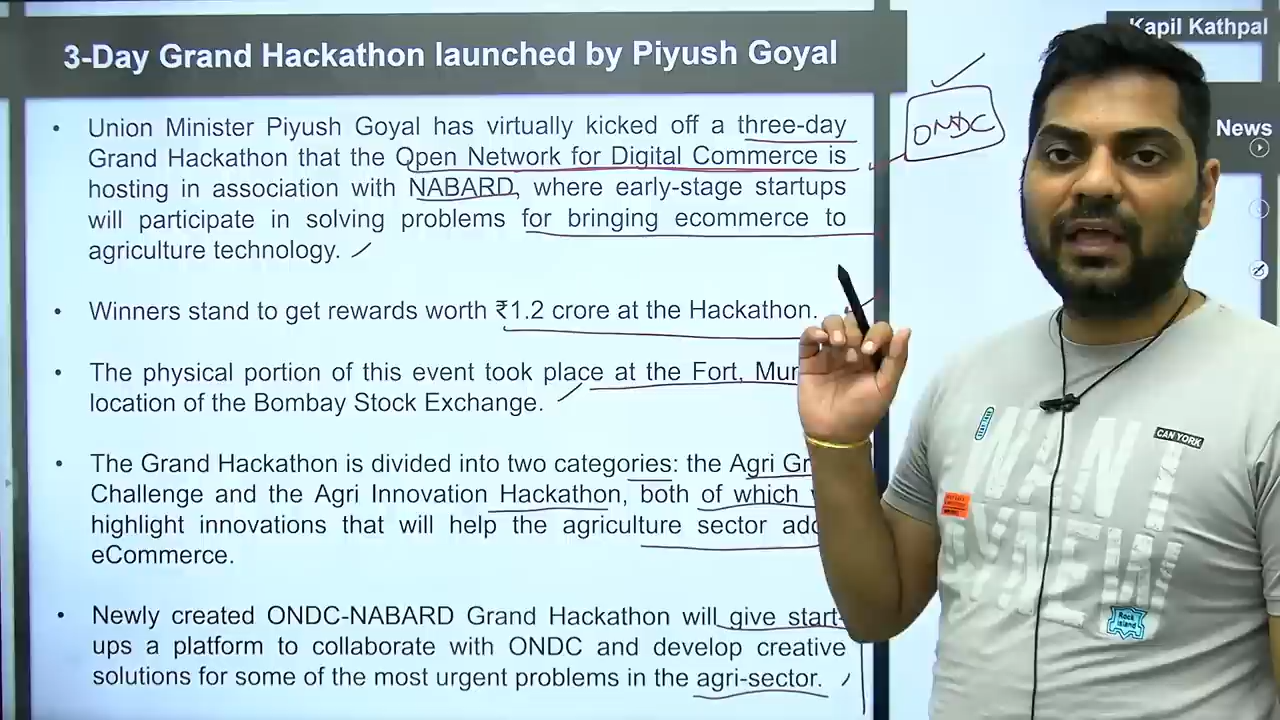 3-Day Grand Hackathon launched by Piyush Goyal
Kapil Kathpal
News
ONDC
• Union Minister Piyush Goyal has virtually kicked off a three-day
Grand Hackathon that the Open Network for Digital Commerce is
hosting in association with NABARD, where early-stage startups
will participate in solving problems for bringing ecommerce to
agriculture technology.
• Winners stand to get rewards worth ₹1.2 crore at the Hackathon.
• The physical portion of this event took place at the Fort,
location of the Bombay Stock Exchange.
• The Grand Hackathon is divided into two categories: the Agri
Challenge and the Agri Innovation Hackathon, both of which
highlight innovations that will help the agriculture sector
eCommerce.
• Newly created ONDC-NABARD Grand Hackathon will give start-
ups a platform to collaborate with ONDC and develop creative
solutions for some of the most urgent problems in the agri-sector.
CAN YORK
WANT
Rock
Island